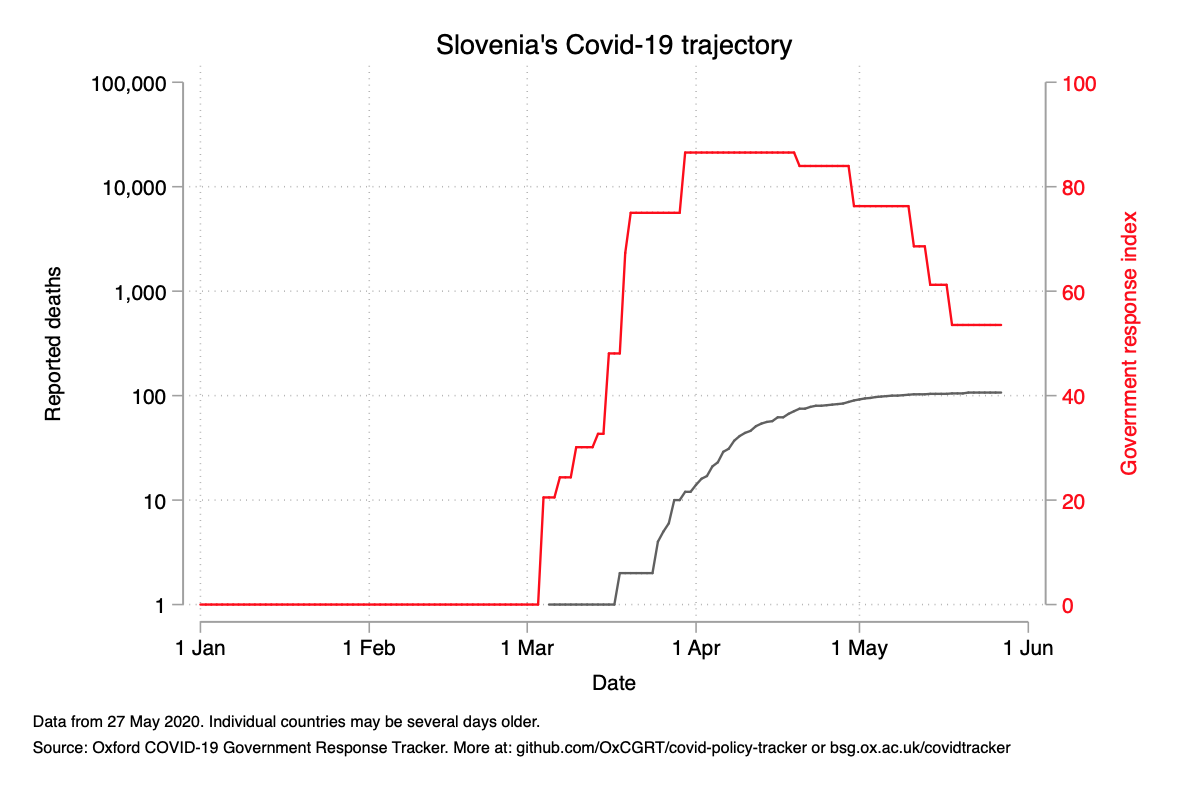 Slovenia's Covid-19 trajectory
100,000
10,000
1,000
100
10
1
Reported deaths
100
80
60
40
20
0
Government response index
1 Jan
1 Feb
1 Mar
1 Apr
1 May
1 Jun
Date
Data from 27 May 2020. Individual countries may be several days older.
Source: Oxford COVID-19 Government Response Tracker. More at: github.com/OxCGRT/covid-policy-tracker or bsg.ox.ac.uk/covidtracker